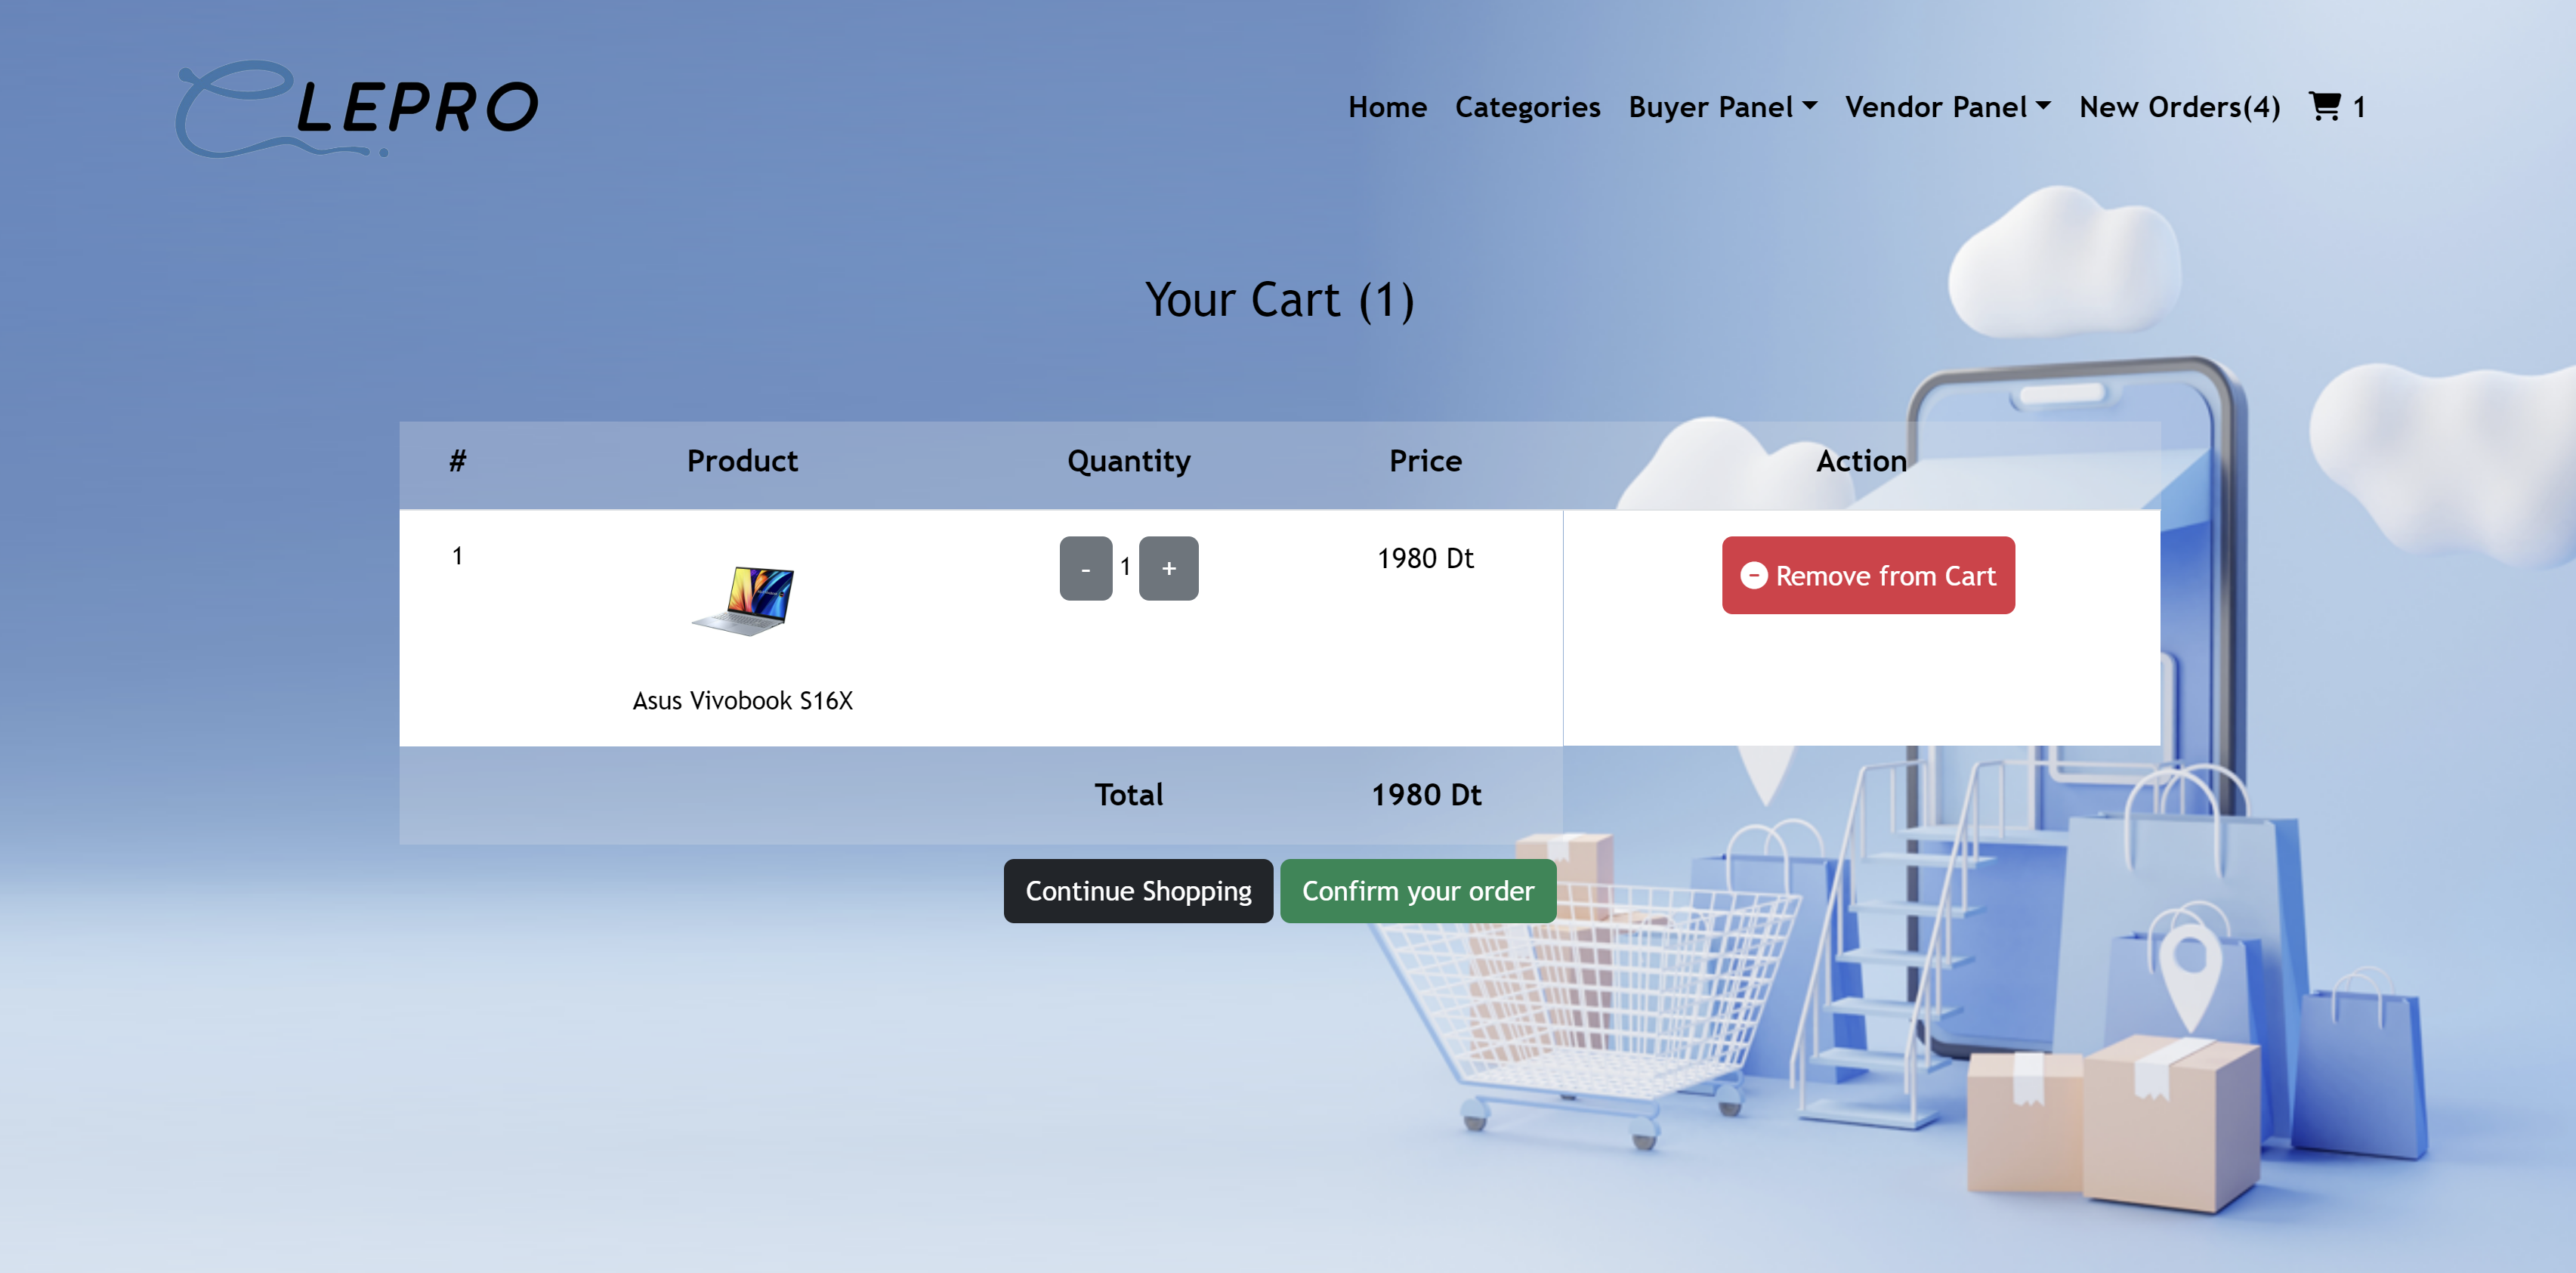 CLEPRO
Home Categories Buyer Panel Vendor Panel New Orders(4) 1
Your Cart (1)
# Product Quantity Price Action
1 - 1 + 1980 Dt Remove from Cart
Asus Vivobook S16X
Total 1980 Dt
Continue Shopping Confirm your order